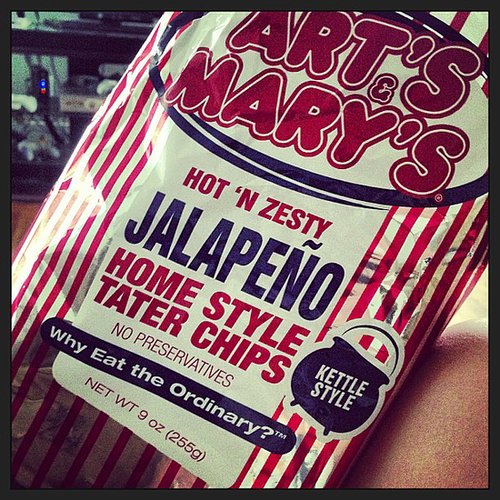 ART'S
&
MARY'S®
HOT 'N ZESTY
JALAPEÑO
HOME STYLE
TATER CHIPS
NO PRESERVATIVES
KETTLE
STYLE
Why Eat the Ordinary?™
NET WT 9 oz (255g)